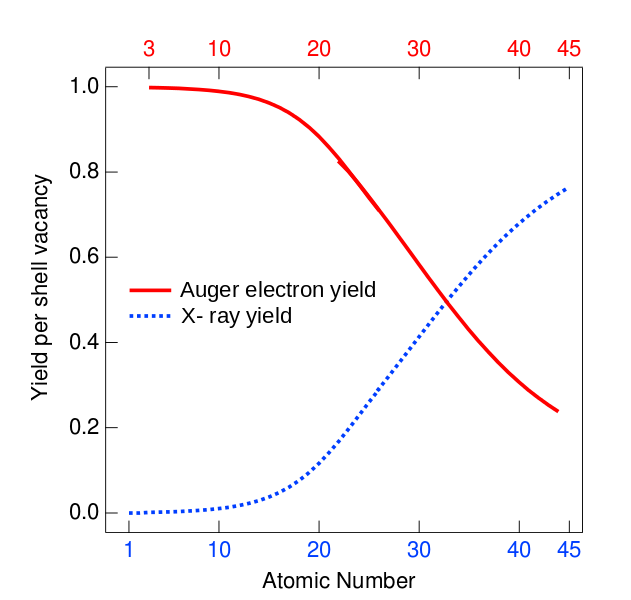 3 10 20 30 40 45
1.0
0.8
0.6
0.4
0.2
0.0
Yield per shell vacancy
Auger electron yield
X- ray yield
1 10 20 30 40 45
Atomic Number